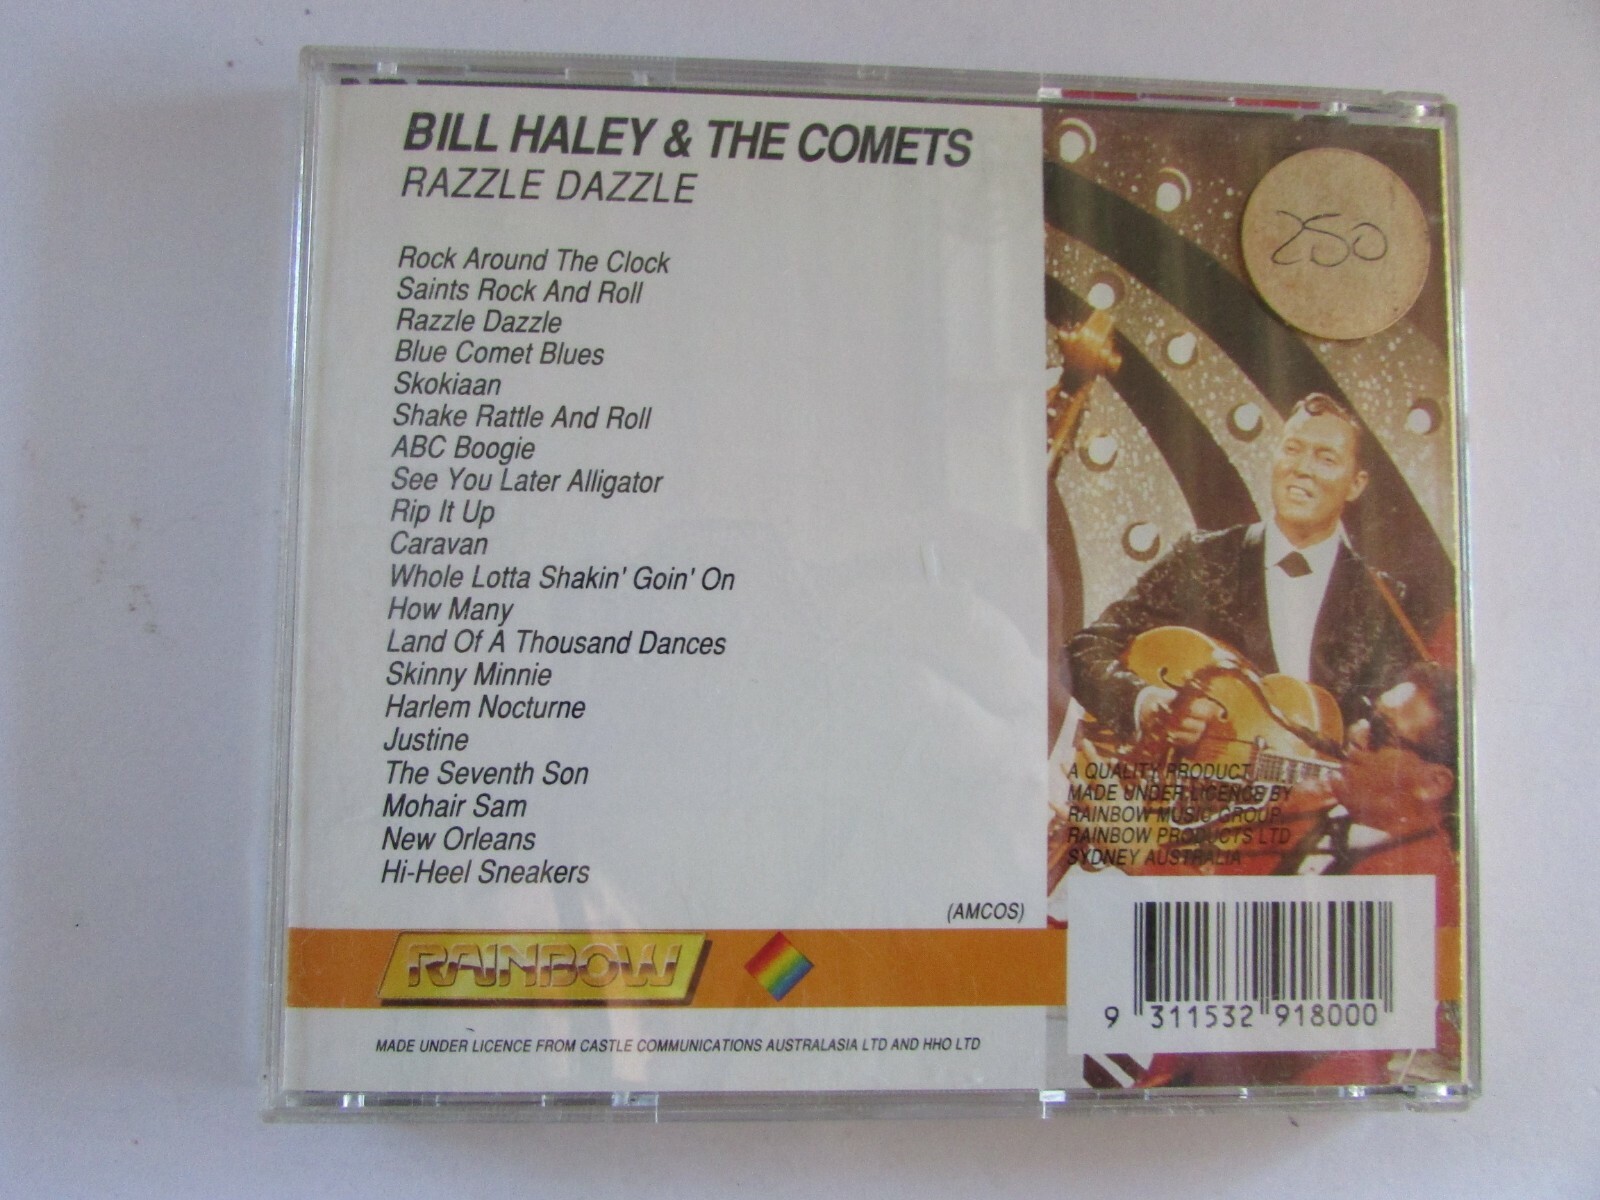 BILL HALEY & THE COMETS
RAZZLE DAZZLE
250
Rock Around The Clock
Saints Rock And Roll
Razzle Dazzle
Blue Comet Blues
Skokiaan
Shake Rattle And Roll
ABC Boogie
See You Later Alligator
Rip It Up
Caravan
Whole Lotta Shakin' Goin' On
How Many
Land Of A Thousand Dances
Skinny Minnie
Harlem Nocturne
Justine
The Seventh Son
Mohair Sam
New Orleans
Hi-Heel Sneakers
(AMCOS)
A QUALITY PRODUCT
MADE UNDER LICENCE BY
RAINBOW MUSIC GROUP.
RAINBOW PRODUCTS LTD
SYDNEY AUSTRALIA
RAINBOW
9 311532 918000
MADE UNDER LICENCE FROM CASTLE COMMUNICATIONS AUSTRALASIA LTD AND HHO LTD